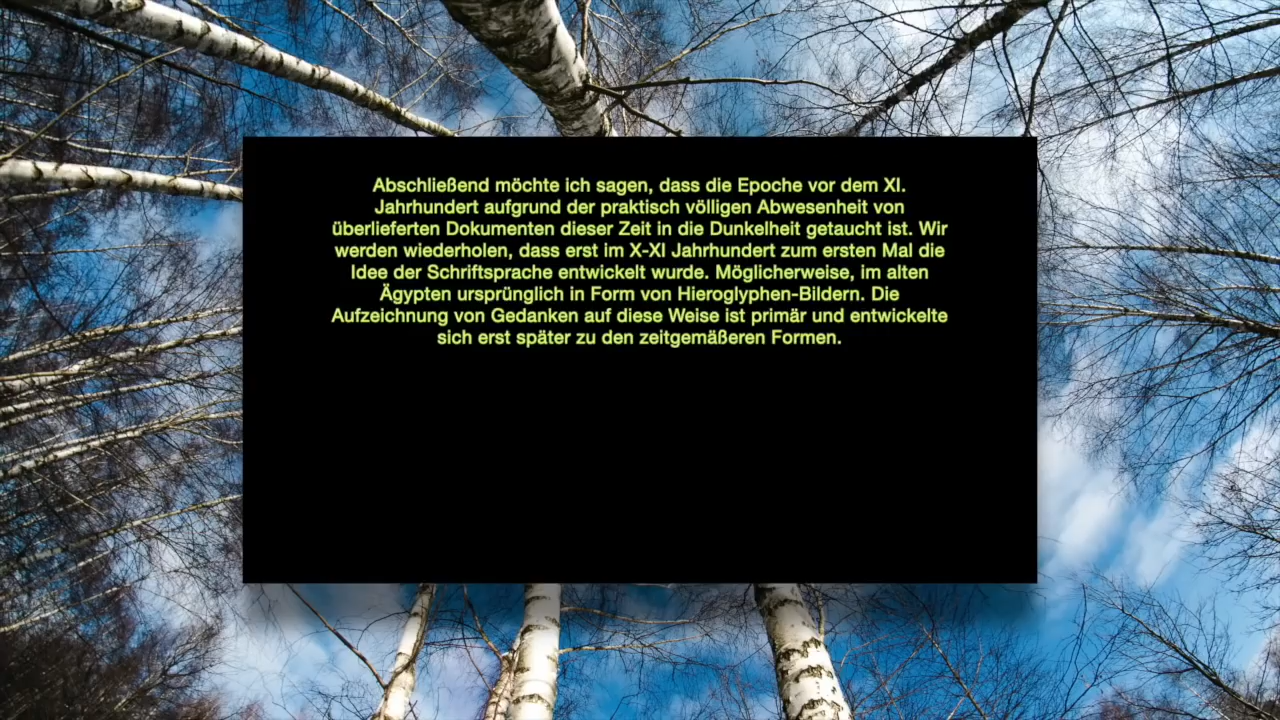 Abschließend möchte ich sagen, dass die Epoche vor dem XI.
Jahrhundert aufgrund der praktisch völligen Abwesenheit von
überlieferten Dokumenten dieser Zeit in die Dunkelheit getaucht ist. Wir
werden wiederholen, dass erst im X-XI Jahrhundert zum ersten Mal die
Idee der Schriftsprache entwickelt wurde. Möglicherweise, im alten
Ägypten ursprünglich in Form von Hieroglyphen-Bildern. Die
Aufzeichnung von Gedanken auf diese Weise ist primär und entwickelte
sich erst später zu den zeitgemäßeren Formen.